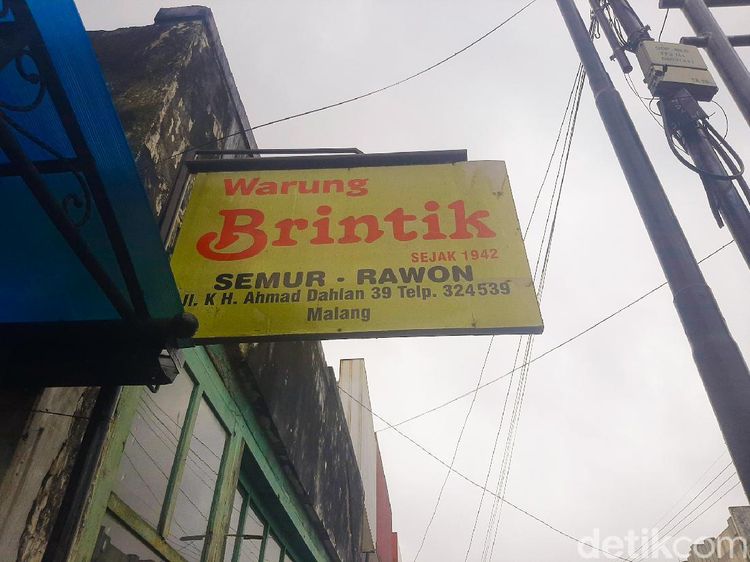 Warung
Brintik
SEJAK 1942
SEMUR - RAWON
Jl. K H. Ahmad Dahlan 39 Telp. 324539
Malang
detikcom